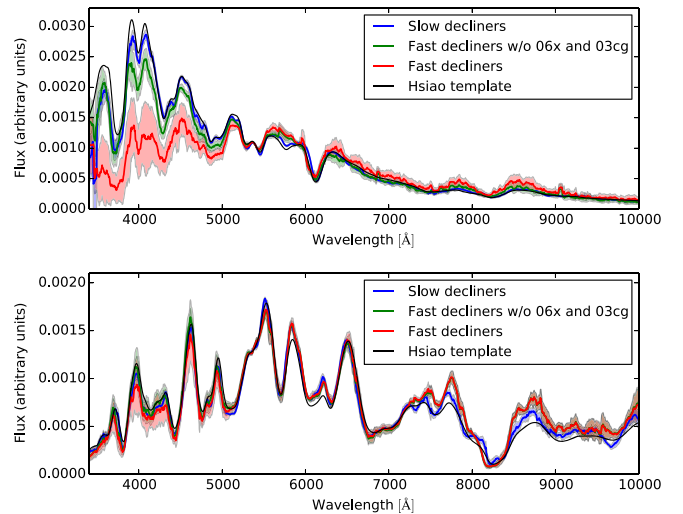 0.0030
0.0025
0.0020
0.0015
0.0010
0.0005
0.0000
Flux (arbitrary units)
Slow decliners
Fast decliners w/o 06x and 03cg
Fast decliners
Hsiao template
4000 5000 6000 7000 8000 9000 10000
Wavelength [Å]
0.0020
0.0015
0.0010
0.0005
0.0000
Flux (arbitrary units)
Slow decliners
Fast decliners w/o 06x and 03cg
Fast decliners
Hsiao template
4000 5000 6000 7000 8000 9000 10000
Wavelength [Å]